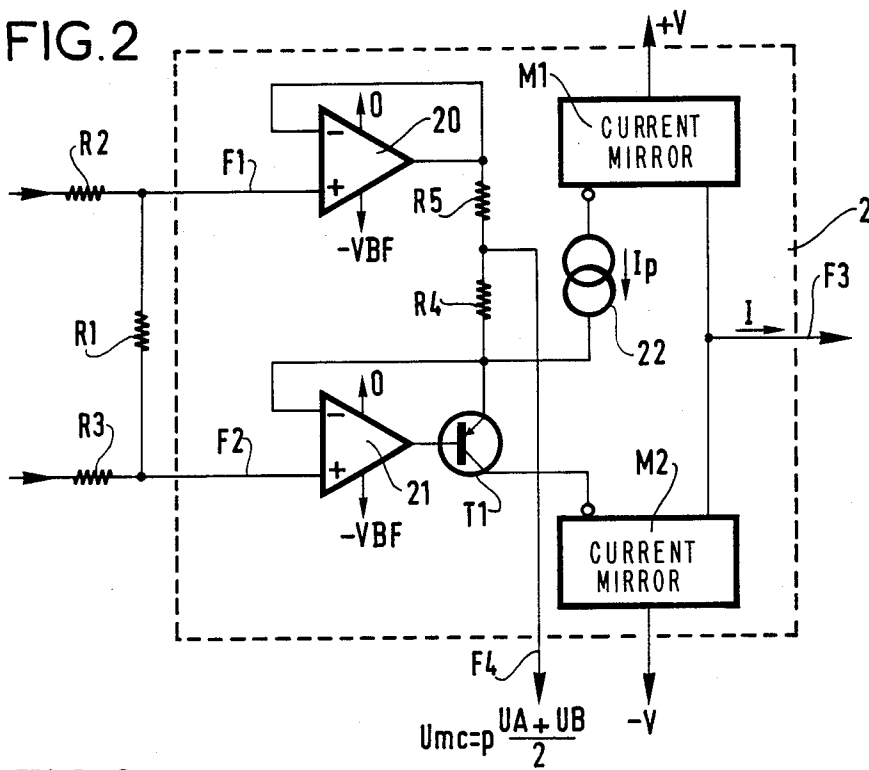 FIG.2
+V
M1
CURRENT
MIRROR
0
20
R2
F1
R5
-VBF
2
Ip
I
F3
R1
R4
22
0
R3
F2
21
T1
M2
-VBF
CURRENT
MIRROR
F4
-V
Umc=p UA + UB
2